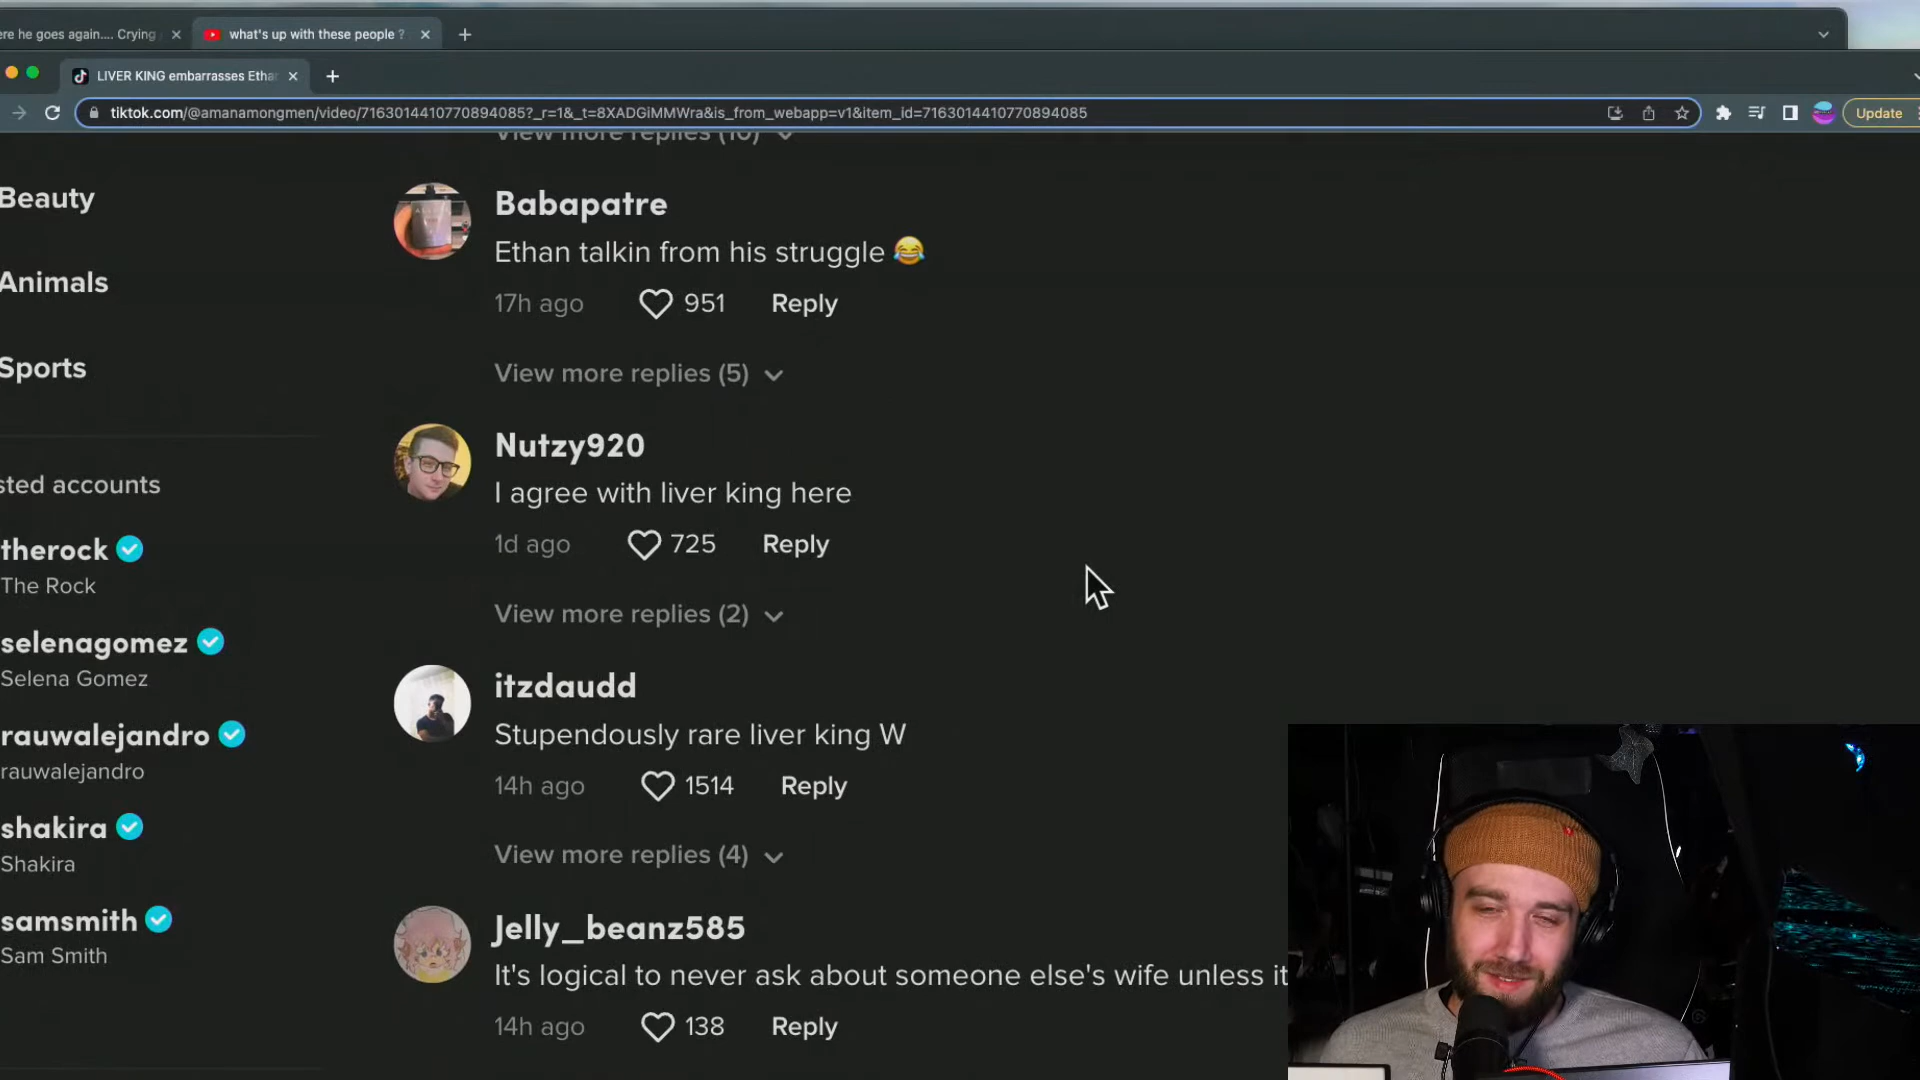 ere he goes again.... Crying
what's up with these people ?
LIVER KING embarrasses Ethan
tiktok.com/@amanamongmen/video/7163014410770894085?_r=1&_t=8XADGiMMWra&is_from_webapp=v1&item_id=7163014410770894085
Update
View more replies (10)
Beauty
Animals
Sports
sted accounts
therock
The Rock
selenagomez
Selena Gomez
rauwalejandro
rauwalejandro
shakira
Shakira
samsmith
Sam Smith
Babapatre
Ethan talkin from his struggle 😂
17h ago 951 Reply
View more replies (5)
Nutzy920
I agree with liver king here
1d ago 725 Reply
View more replies (2)
itzdaudd
Stupendously rare liver king W
14h ago 1514 Reply
View more replies (4)
Jelly_beanz585
It's logical to never ask about someone else's wife unless it
14h ago 138 Reply